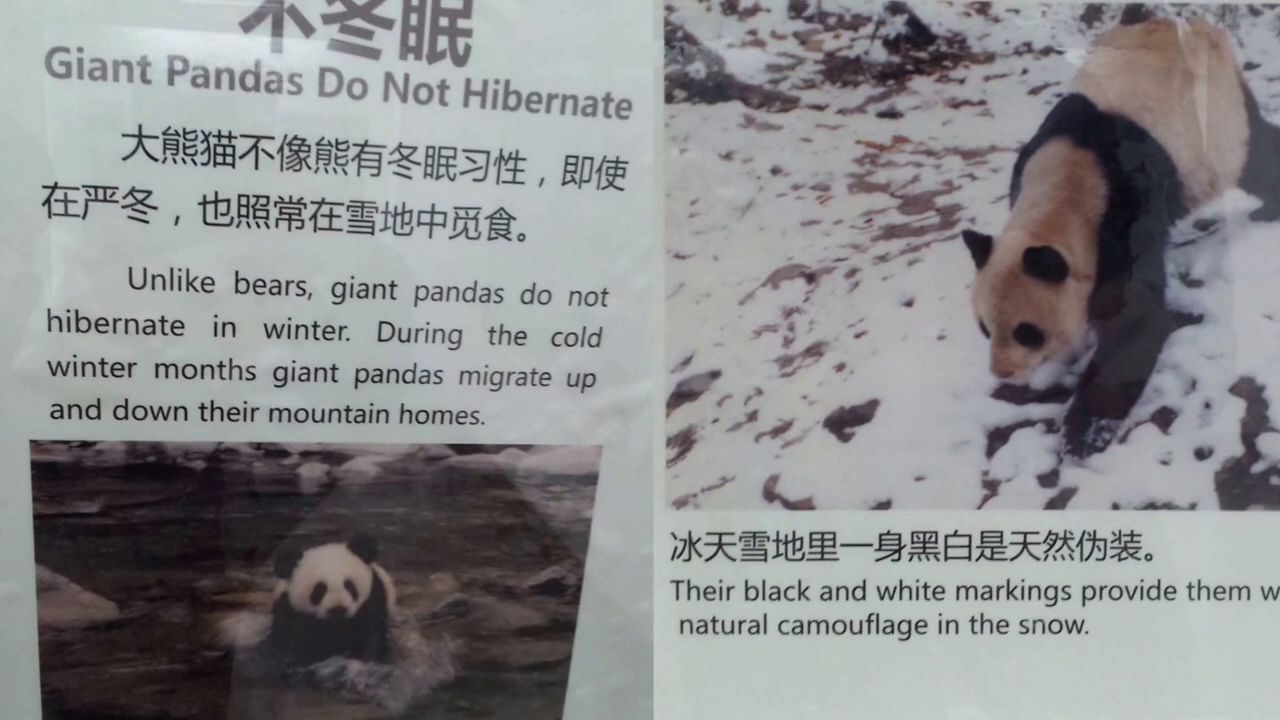 不冬眠
Giant Pandas Do Not Hibernate
大熊猫不像熊有冬眠习性，即使
在严冬，也照常在雪地中觅食。
Unlike bears, giant pandas do not
hibernate in winter. During the cold
winter months giant pandas migrate up
and down their mountain homes.
冰天雪地里一身黑白是天然伪装。
Their black and white markings provide them
natural camouflage in the snow.